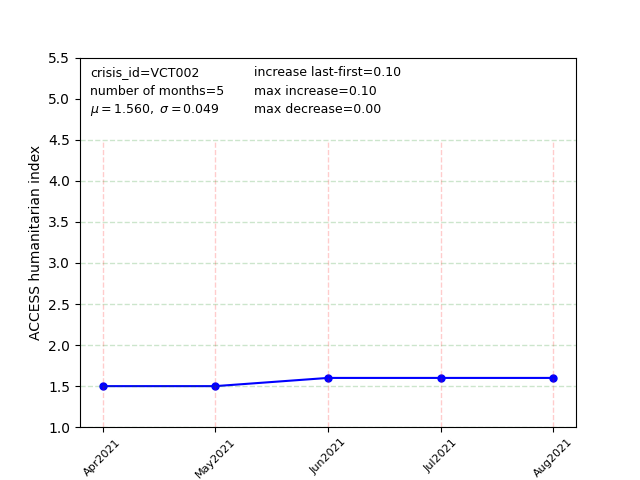 crisis_id=VCT002
number of months=5
μ = 1.560, σ = 0.049
increase last-first=0.10
max increase=0.10
max decrease=0.00
ACCESS humanitarian index
5.5
5.0
4.5
4.0
3.5
3.0
2.5
2.0
1.5
1.0
Apr2021
May2021
Jun2021
Jul2021
Aug2021